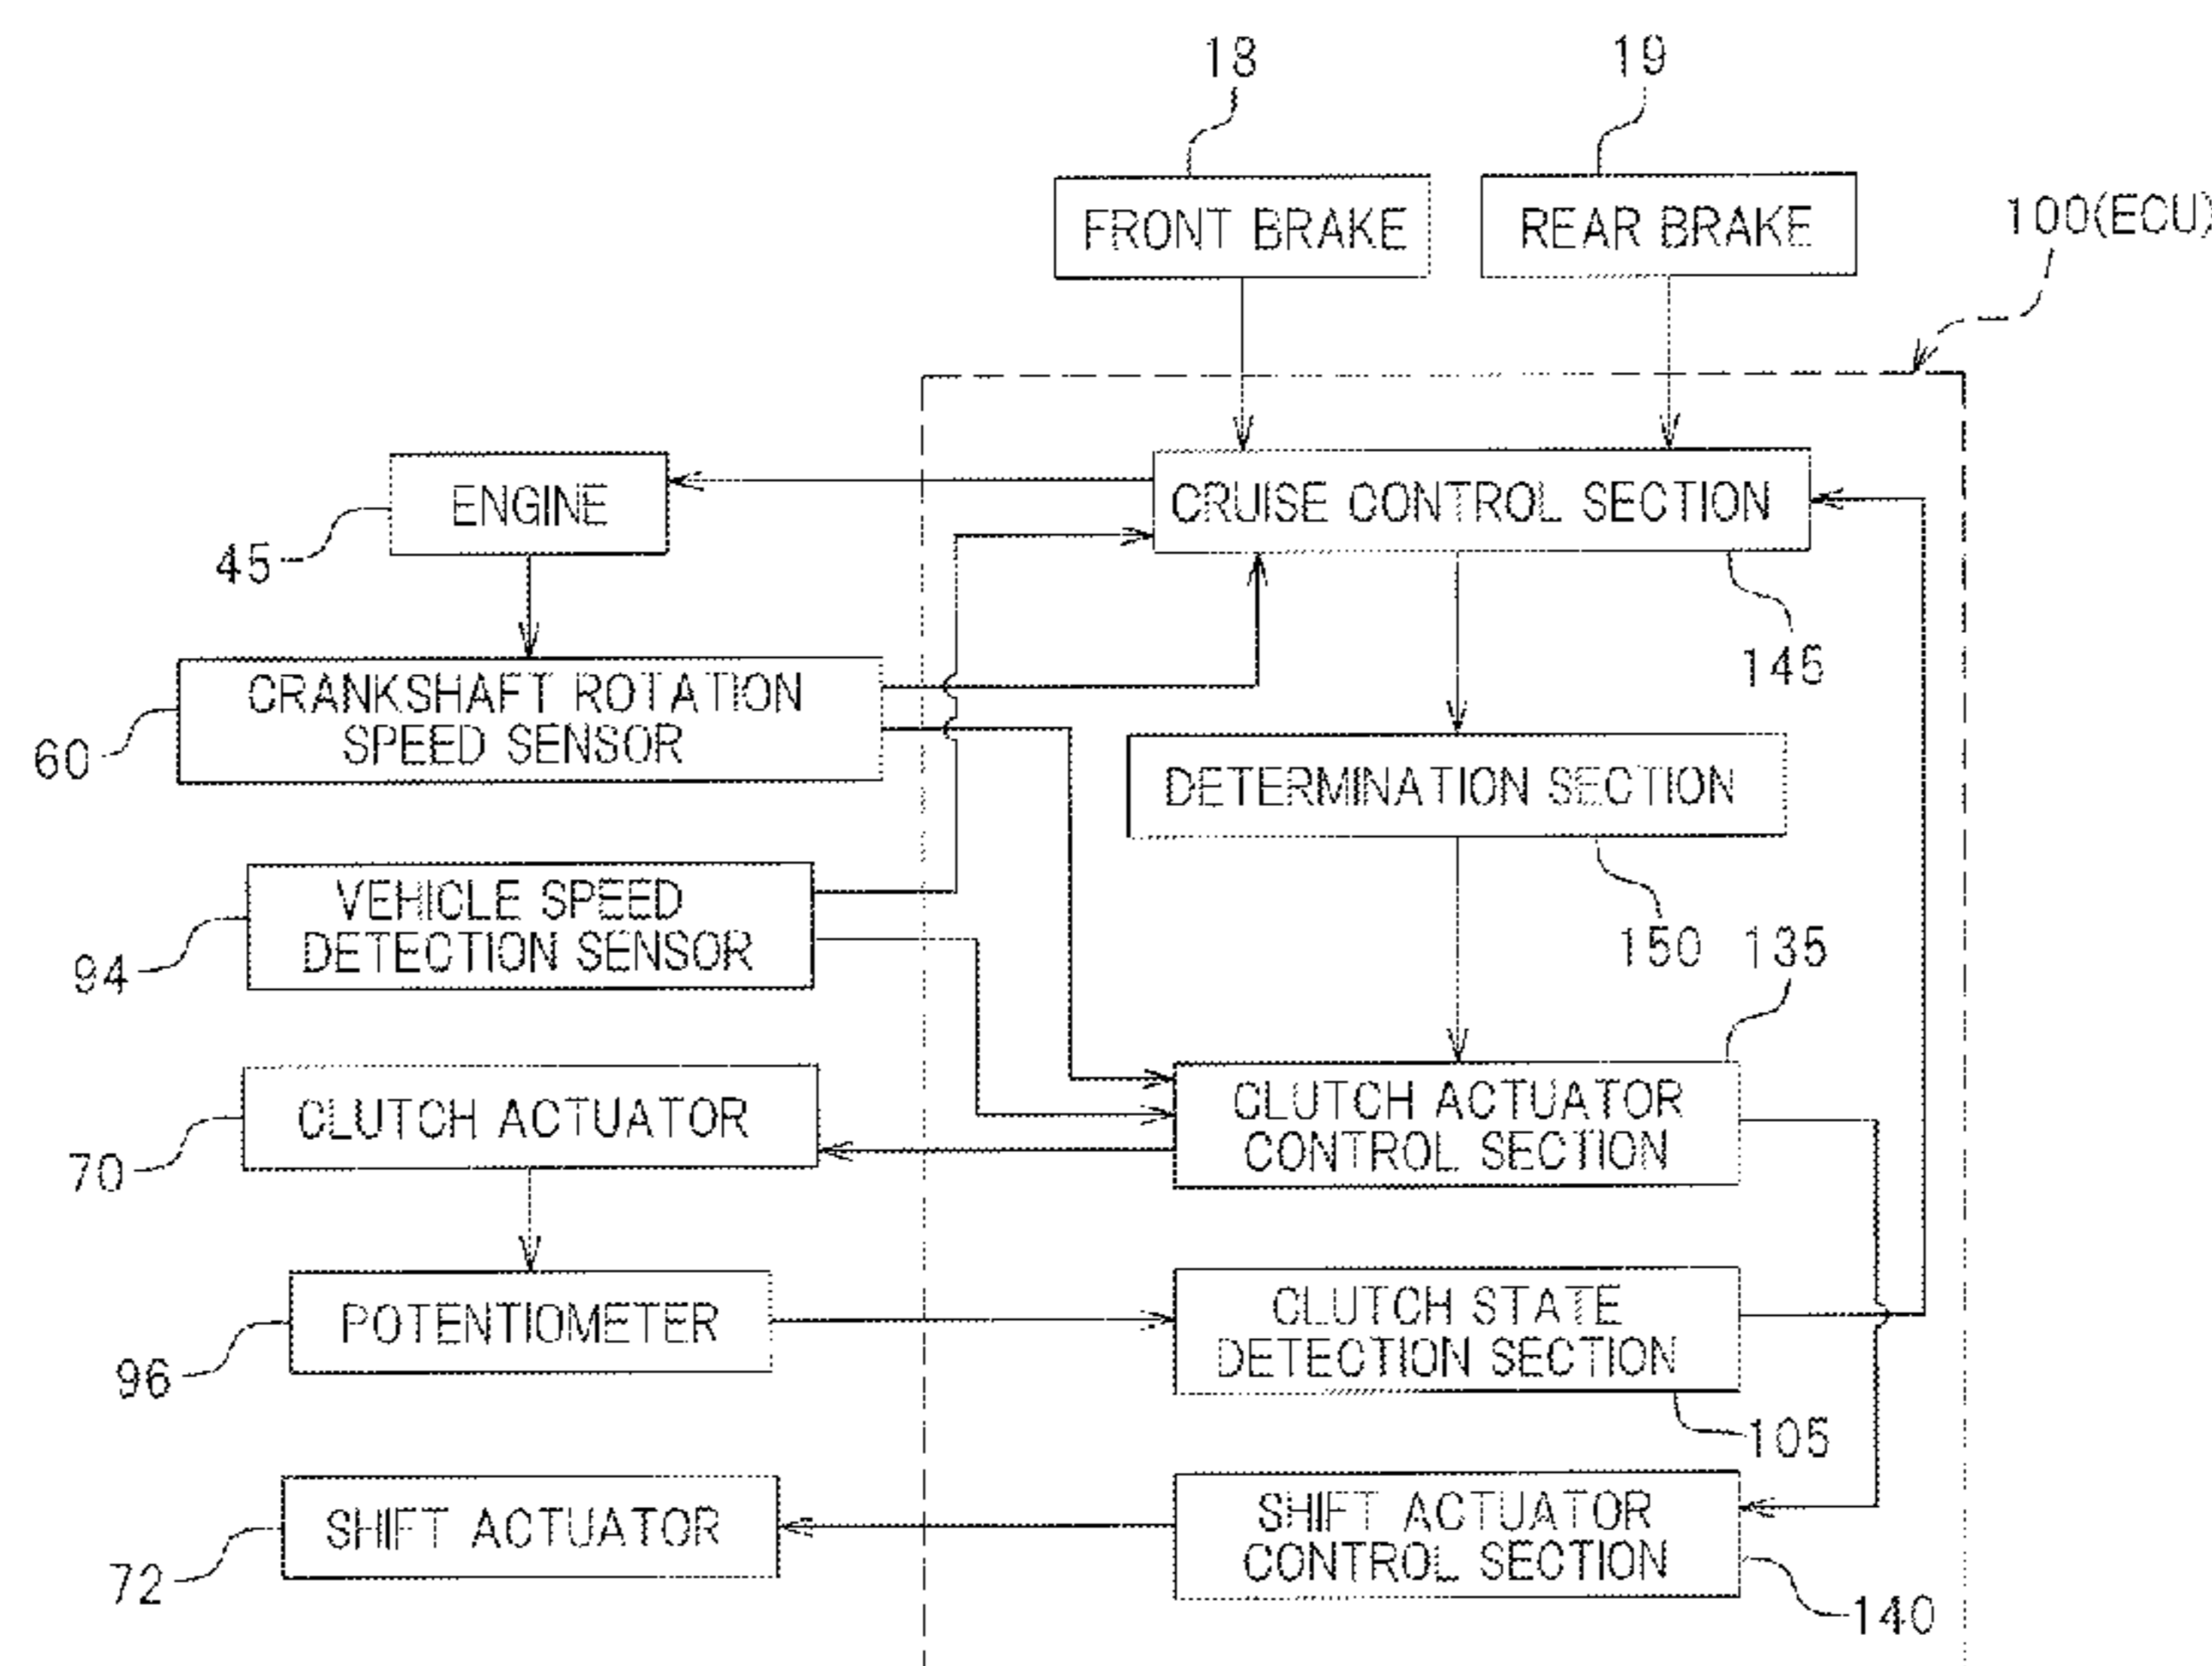 18
19
FRONT BRAKE
REAR BRAKE
100(ECU)
ENGINE
CRUISE CONTROL SECTION
45
145
CRANKSHAFT ROTATION
SPEED SENSOR
60
DETERMINATION SECTION
VEHICLE SPEED
DETECTION SENSOR
94
150
135
CLUTCH ACTUATOR
70
CLUTCH ACTUATOR
CONTROL SECTION
POTENTIOMETER
96
CLUTCH STATE
DETECTION SECTION
105
SHIFT ACTUATOR
72
SHIFT ACTUATOR
CONTROL SECTION
140